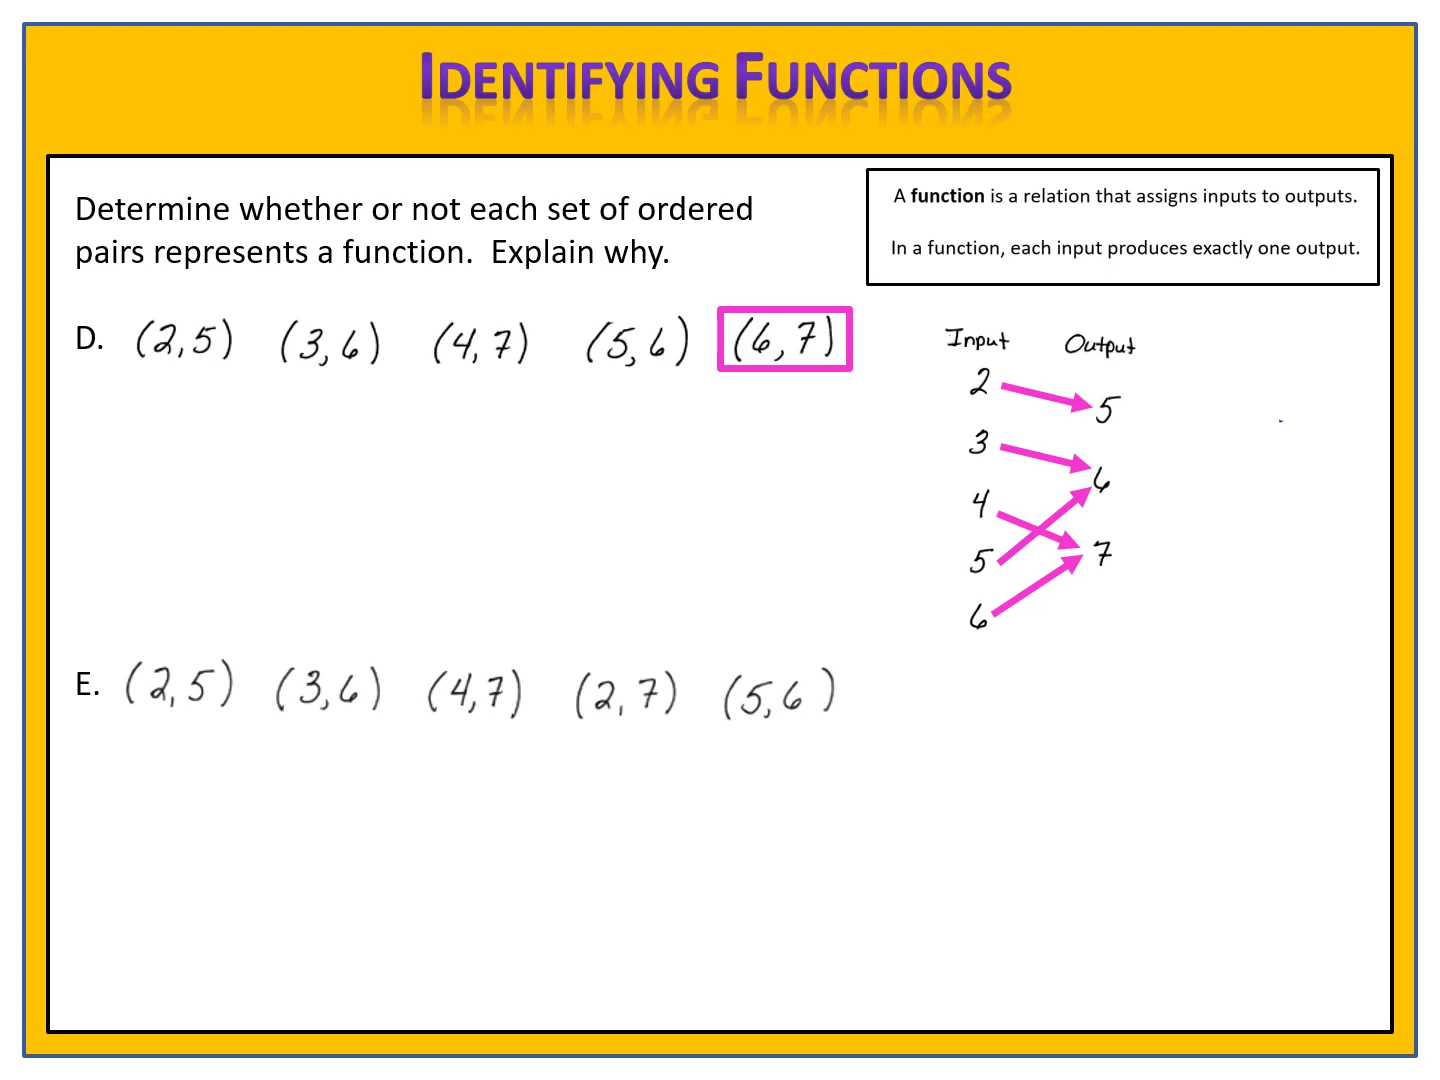 IDENTIFYING FUNCTIONS
Determine whether or not each set of ordered
pairs represents a function. Explain why.
A function is a relation that assigns inputs to outputs.
In a function, each input produces exactly one output.
D. (2,5) (3,6) (4,7) (5,6) (6,7)
Input Output
2
5
3
6
4
7
5
6
E. (2,5) (3,6) (4,7) (2,7) (5,6)